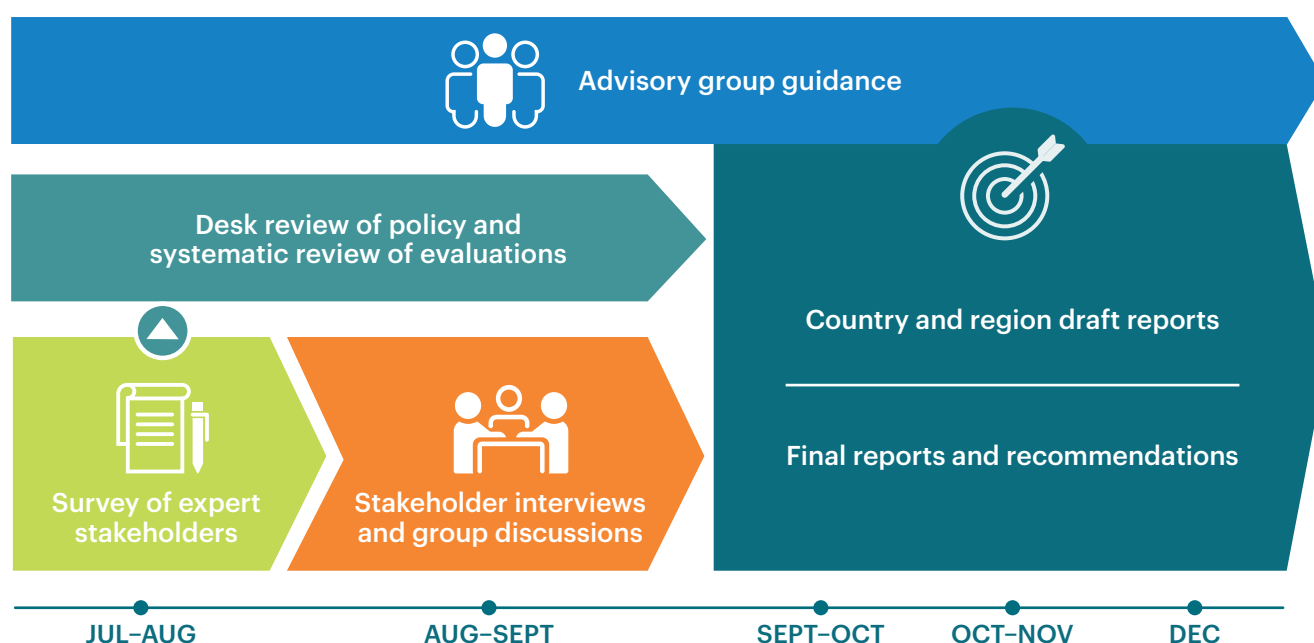 Advisory group guidance
Desk review of policy and
systematic review of evaluations
Country and region draft reports
Final reports and recommendations
Survey of expert
stakeholders
Stakeholder interviews
and group discussions
JUL–AUG
AUG–SEPT
SEPT–OCT
OCT–NOV
DEC